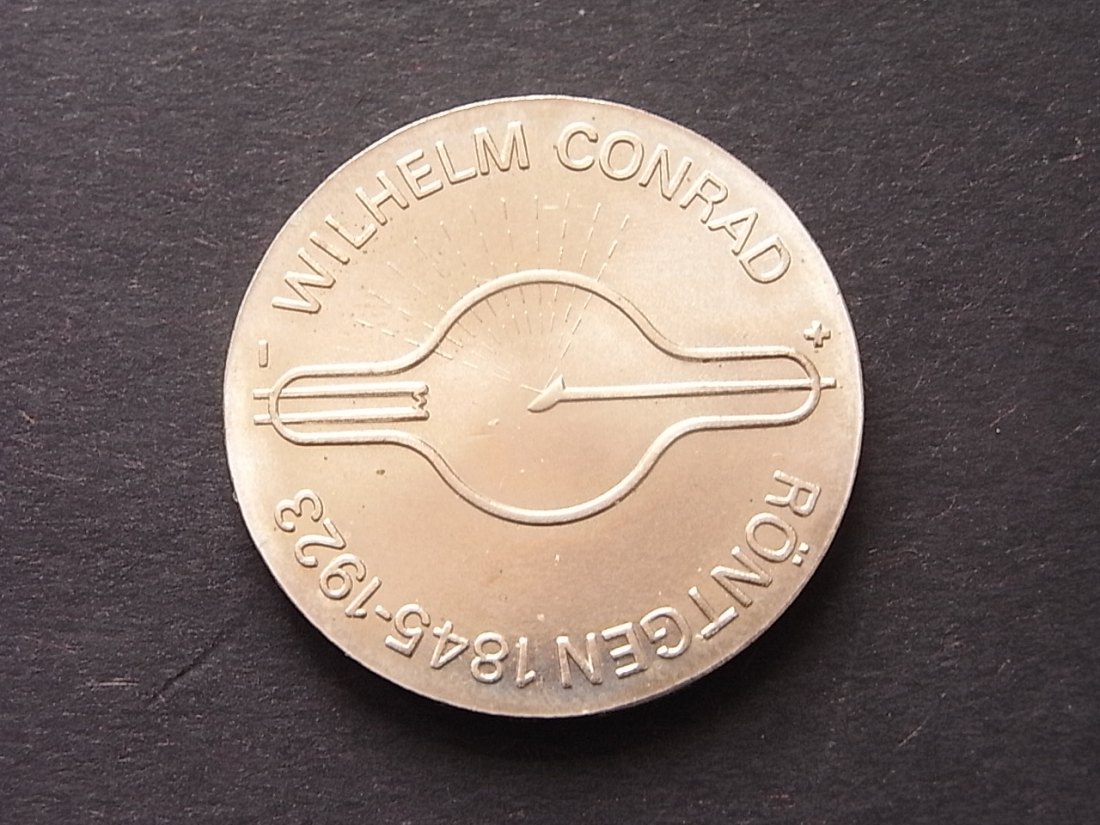 WILHELM CONRAD
RÖNTGEN 1845-1923
- +